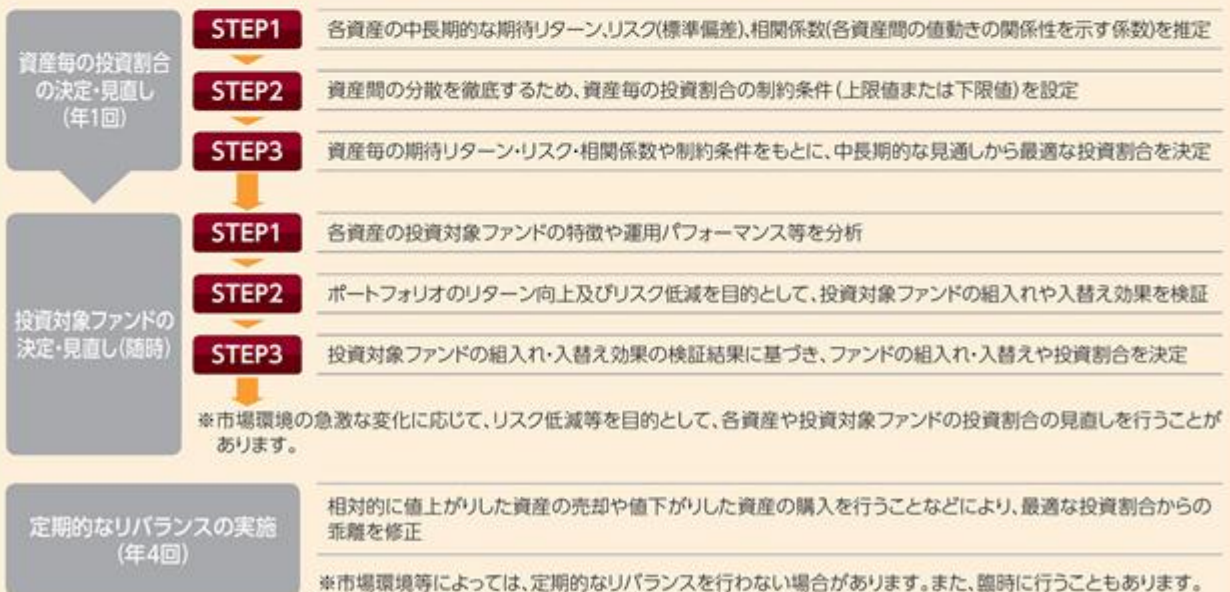 資産毎の投資割合
の決定・見直し
(年1回)
STEP1
各資産の中長期的な期待リターン、リスク(標準偏差)、相関係数(各資産間の値動きの関係性を示す係数)を推定
STEP2
資産間の分散を徹底するため、資産毎の投資割合の制約条件(上限値または下限値)を設定
STEP3
資産毎の期待リターン・リスク・相関係数や制約条件をもとに、中長期的な見通しから最適な投資割合を決定
投資対象ファンドの
決定・見直し(随時)
STEP1
各資産の投資対象ファンドの特徴や運用パフォーマンス等を分析
STEP2
ポートフォリオのリターン向上及びリスク低減を目的として、投資対象ファンドの組入れや入替え効果を検証
STEP3
投資対象ファンドの組入れ・入替え効果の検証結果に基づき、ファンドの組入れ・入替えや投資割合を決定
※市場環境の急激な変化に応じて、リスク低減等を目的として、各資産や投資対象ファンドの投資割合の見直しを行うことが
あります。
定期的なリバランスの実施
(年4回)
相対的に値上がりした資産の売却や値下がりした資産の購入を行うことなどにより、最適な投資割合からの
乖離を修正
※市場環境等によっては、定期的なリバランスを行わない場合があります。また、臨時に行うこともあります。